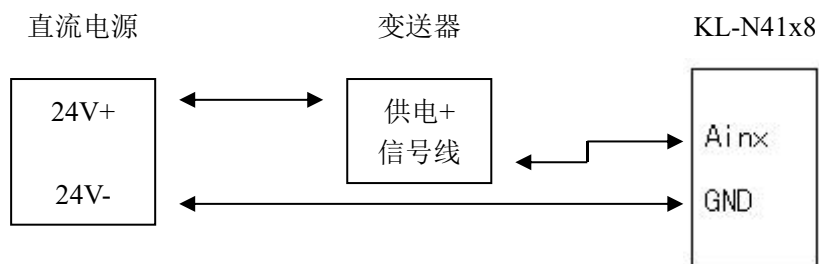 直流电源
变送器
KL-N41x8
24V+
供电+
信号线
Ainx
24V-
GND